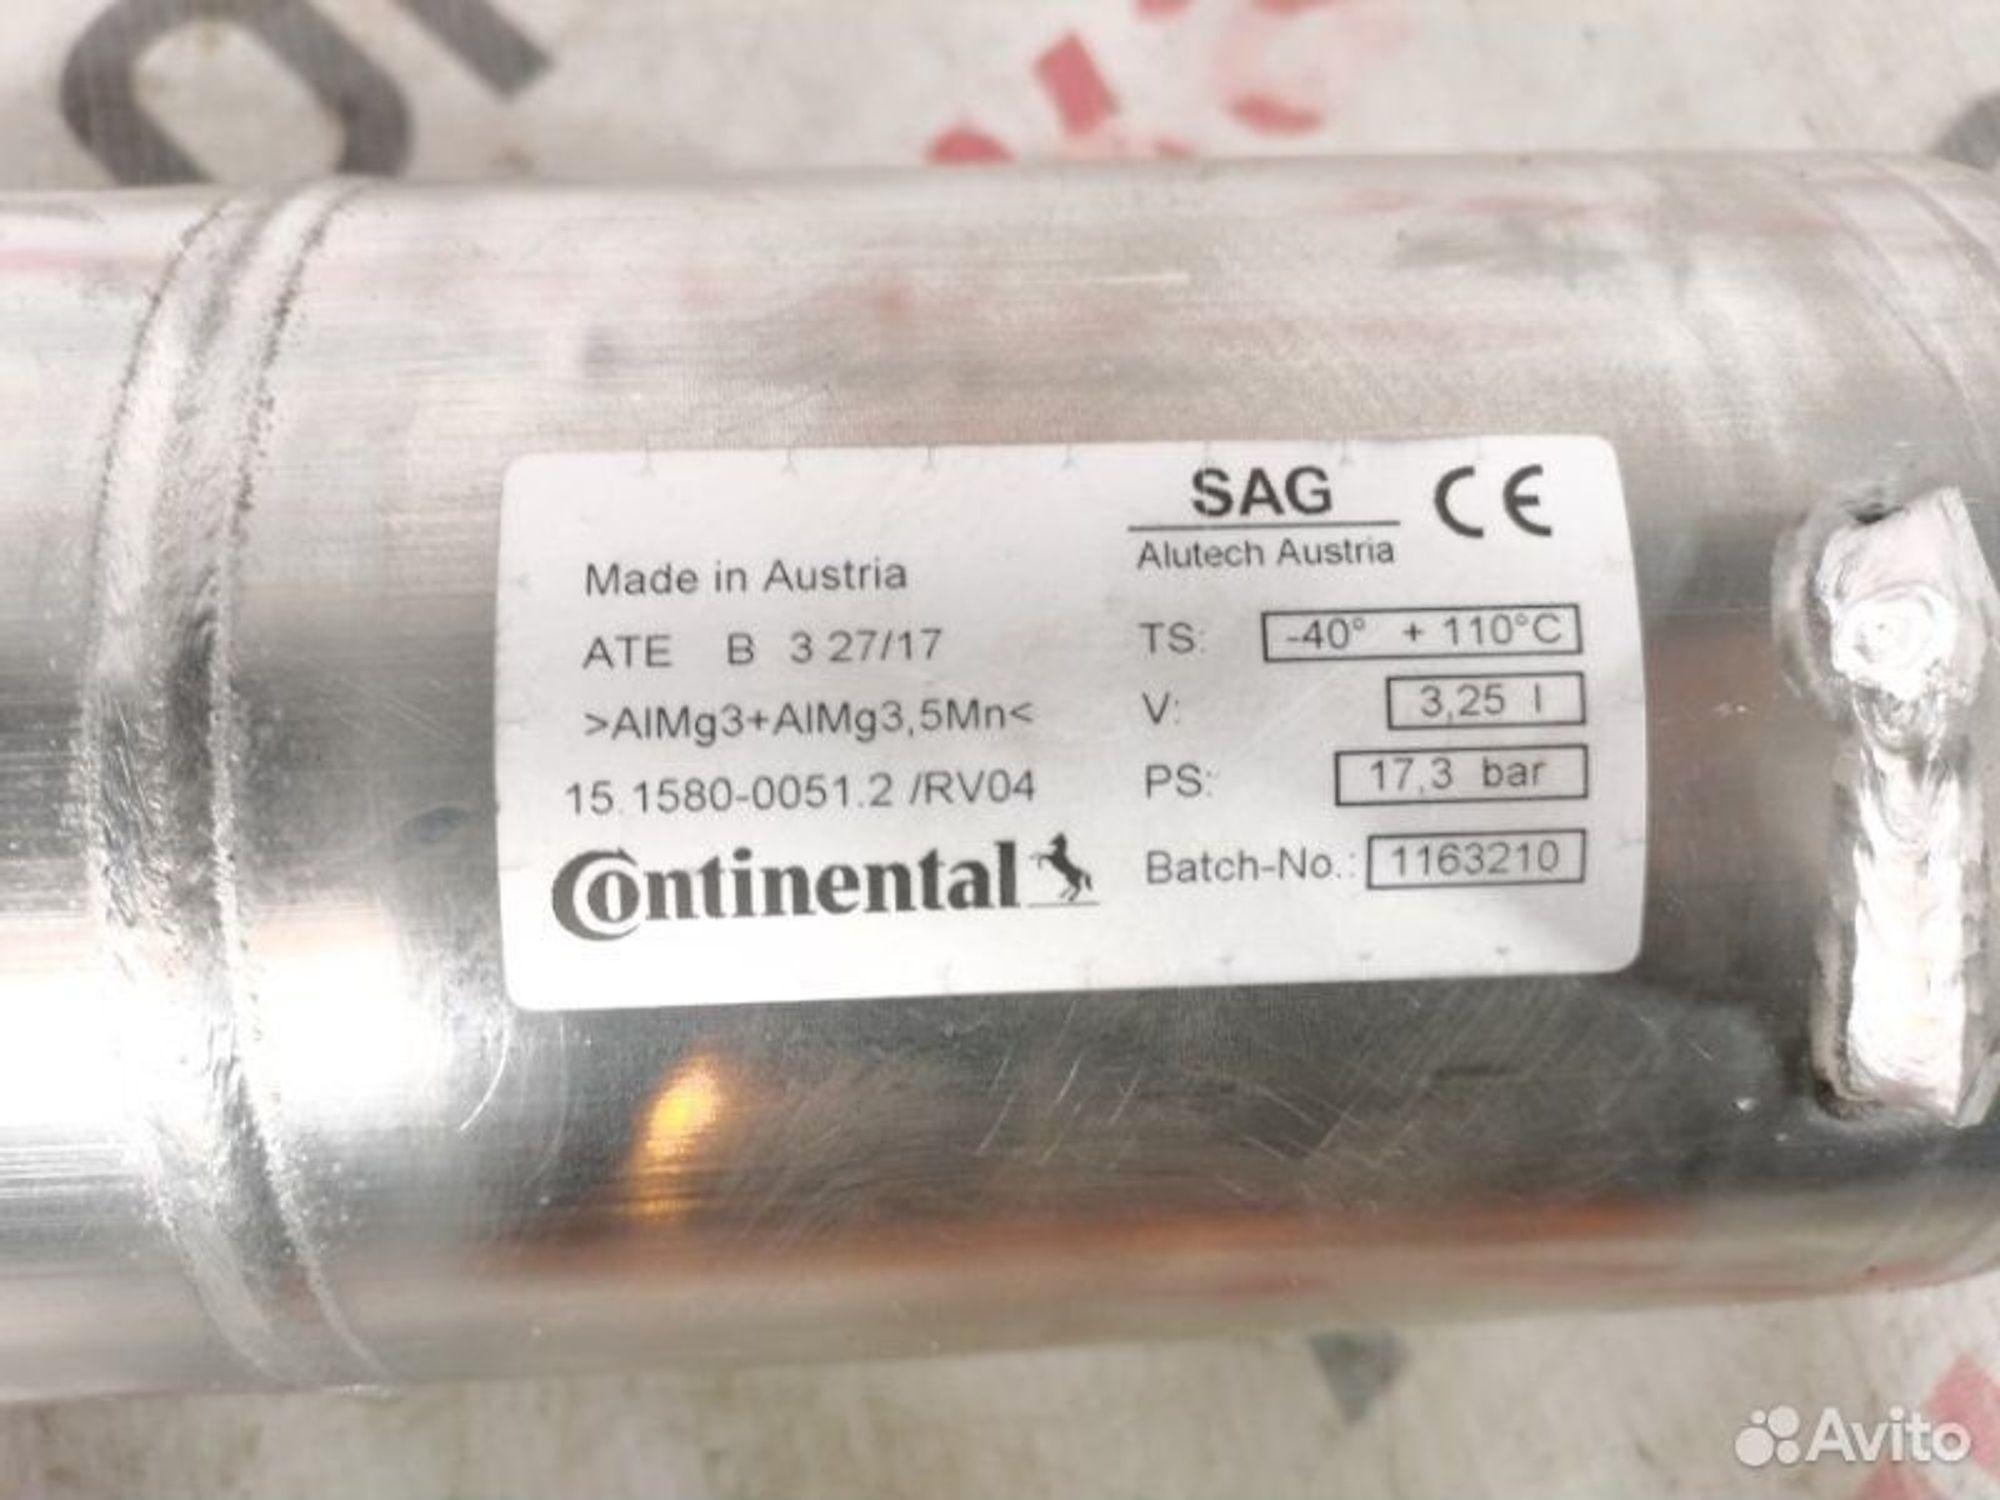 SAG CE
Alutech Austria
Made in Austria
ATE B 3 27/17
>AlMg3+AlMg3,5Mn<
15.1580-0051.2 /RV04
Continental
TS: -40° + 110°C
V: 3,25 l
PS: 17,3 bar
Batch-No.: 1163210
Avito